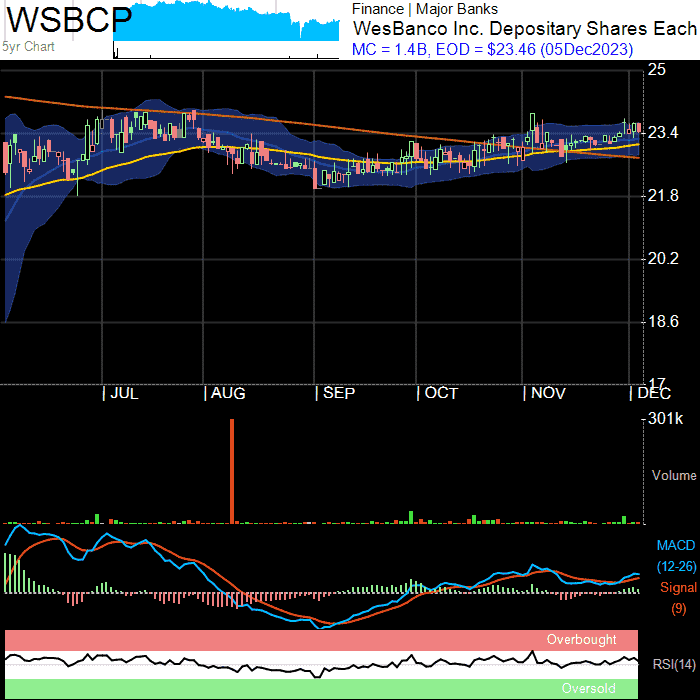 WSBCP
5yr Chart
Finance | Major Banks
WesBanco Inc. Depositary Shares Each
MC = 1.4B, EOD = $23.46 (05Dec2023)
25
23.4
21.8
20.2
18.6
17
JUL
AUG
SEP
OCT
NOV
DEC
301k
Volume
MACD
(12-26)
Signal
(9)
Overbought
RSI(14)
Oversold